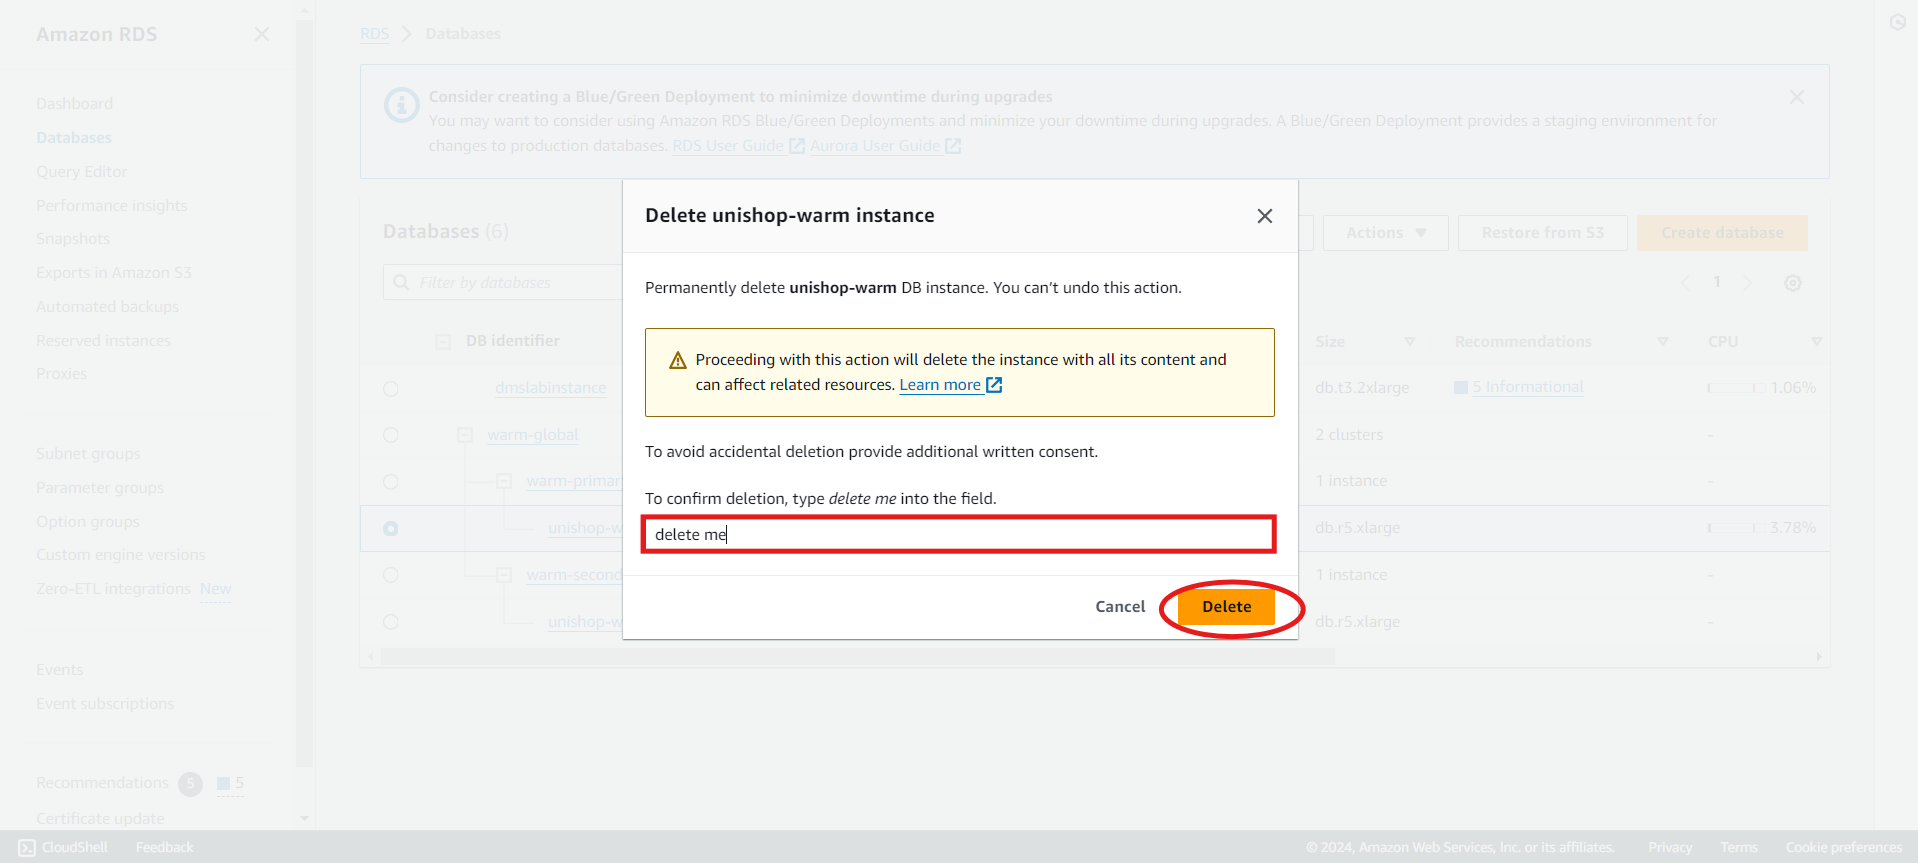 Amazon RDS
Dashboard
Databases
Query Editor
Performance insights
Snapshots
Exports in Amazon S3
Automated backups
Reserved instances
Proxies
Subnet groups
Parameter groups
Option groups
Custom engine versions
Zero-ETL integrations New
Events
Event subscriptions
Recommendations 5 5
Certificate update
RDS Databases
Consider creating a Blue/Green Deployment to minimize downtime during upgrades
You may want to consider using Amazon RDS Blue/Green Deployments and minimize your downtime during upgrades. A Blue/Green Deployment provides a staging environment for
changes to production databases. RDS User Guide Aurora User Guide
Databases (6)
Actions Restore from S3 Create database
Filter by databases
1
DB identifier Size Recommendations CPU
dmslabinstance db.t3.2xlarge 5 Informational 1.06%
warm-global 2 clusters -
warm-primar 1 instance -
unishop-w db.r5.xlarge 3.78%
warm-second 1 instance -
unishop-w db.r5.xlarge -
Delete unishop-warm instance
Permanently delete unishop-warm DB instance. You can't undo this action.
Proceeding with this action will delete the instance with all its content and
can affect related resources. Learn more
To avoid accidental deletion provide additional written consent.
To confirm deletion, type delete me into the field.
delete me
Cancel Delete
CloudShell Feedback © 2024, Amazon Web Services, Inc. or its affiliates. Privacy Terms Cookie preferences